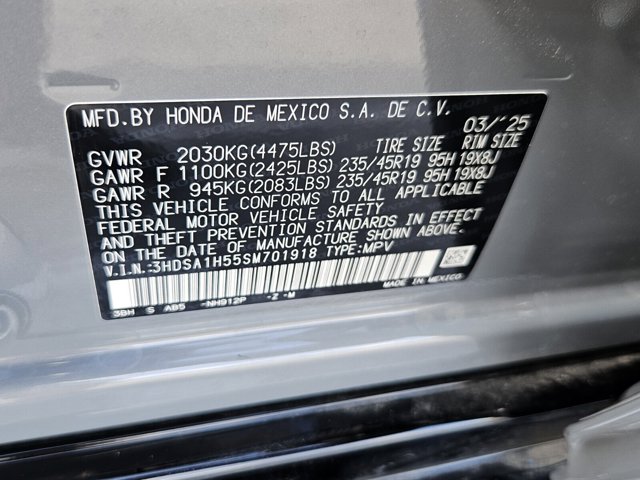 MFD.BY HONDA DE MEXICO S.A. DE C.V. 03/'25
GVWR 2030KG(4475LBS) TIRE SIZE RIM SIZE
GAWR F 1100KG(2425LBS) 235/45R19 95H 19X8J
GAWR R 945KG(2083LBS) 235/45R19 95H 19X8J
THIS VEHICLE CONFORMS TO ALL APPLICABLE
FEDERAL MOTOR VEHICLE SAFETY
AND THEFT PREVENTION STANDARDS IN EFFECT
ON THE DATE OF MANUFACTURE SHOWN ABOVE.
V.I.N.:3HDSA1H55SM701918 TYPE:MPV
3BH S AB5 -NH912P -Z -M MADE IN MEXICO